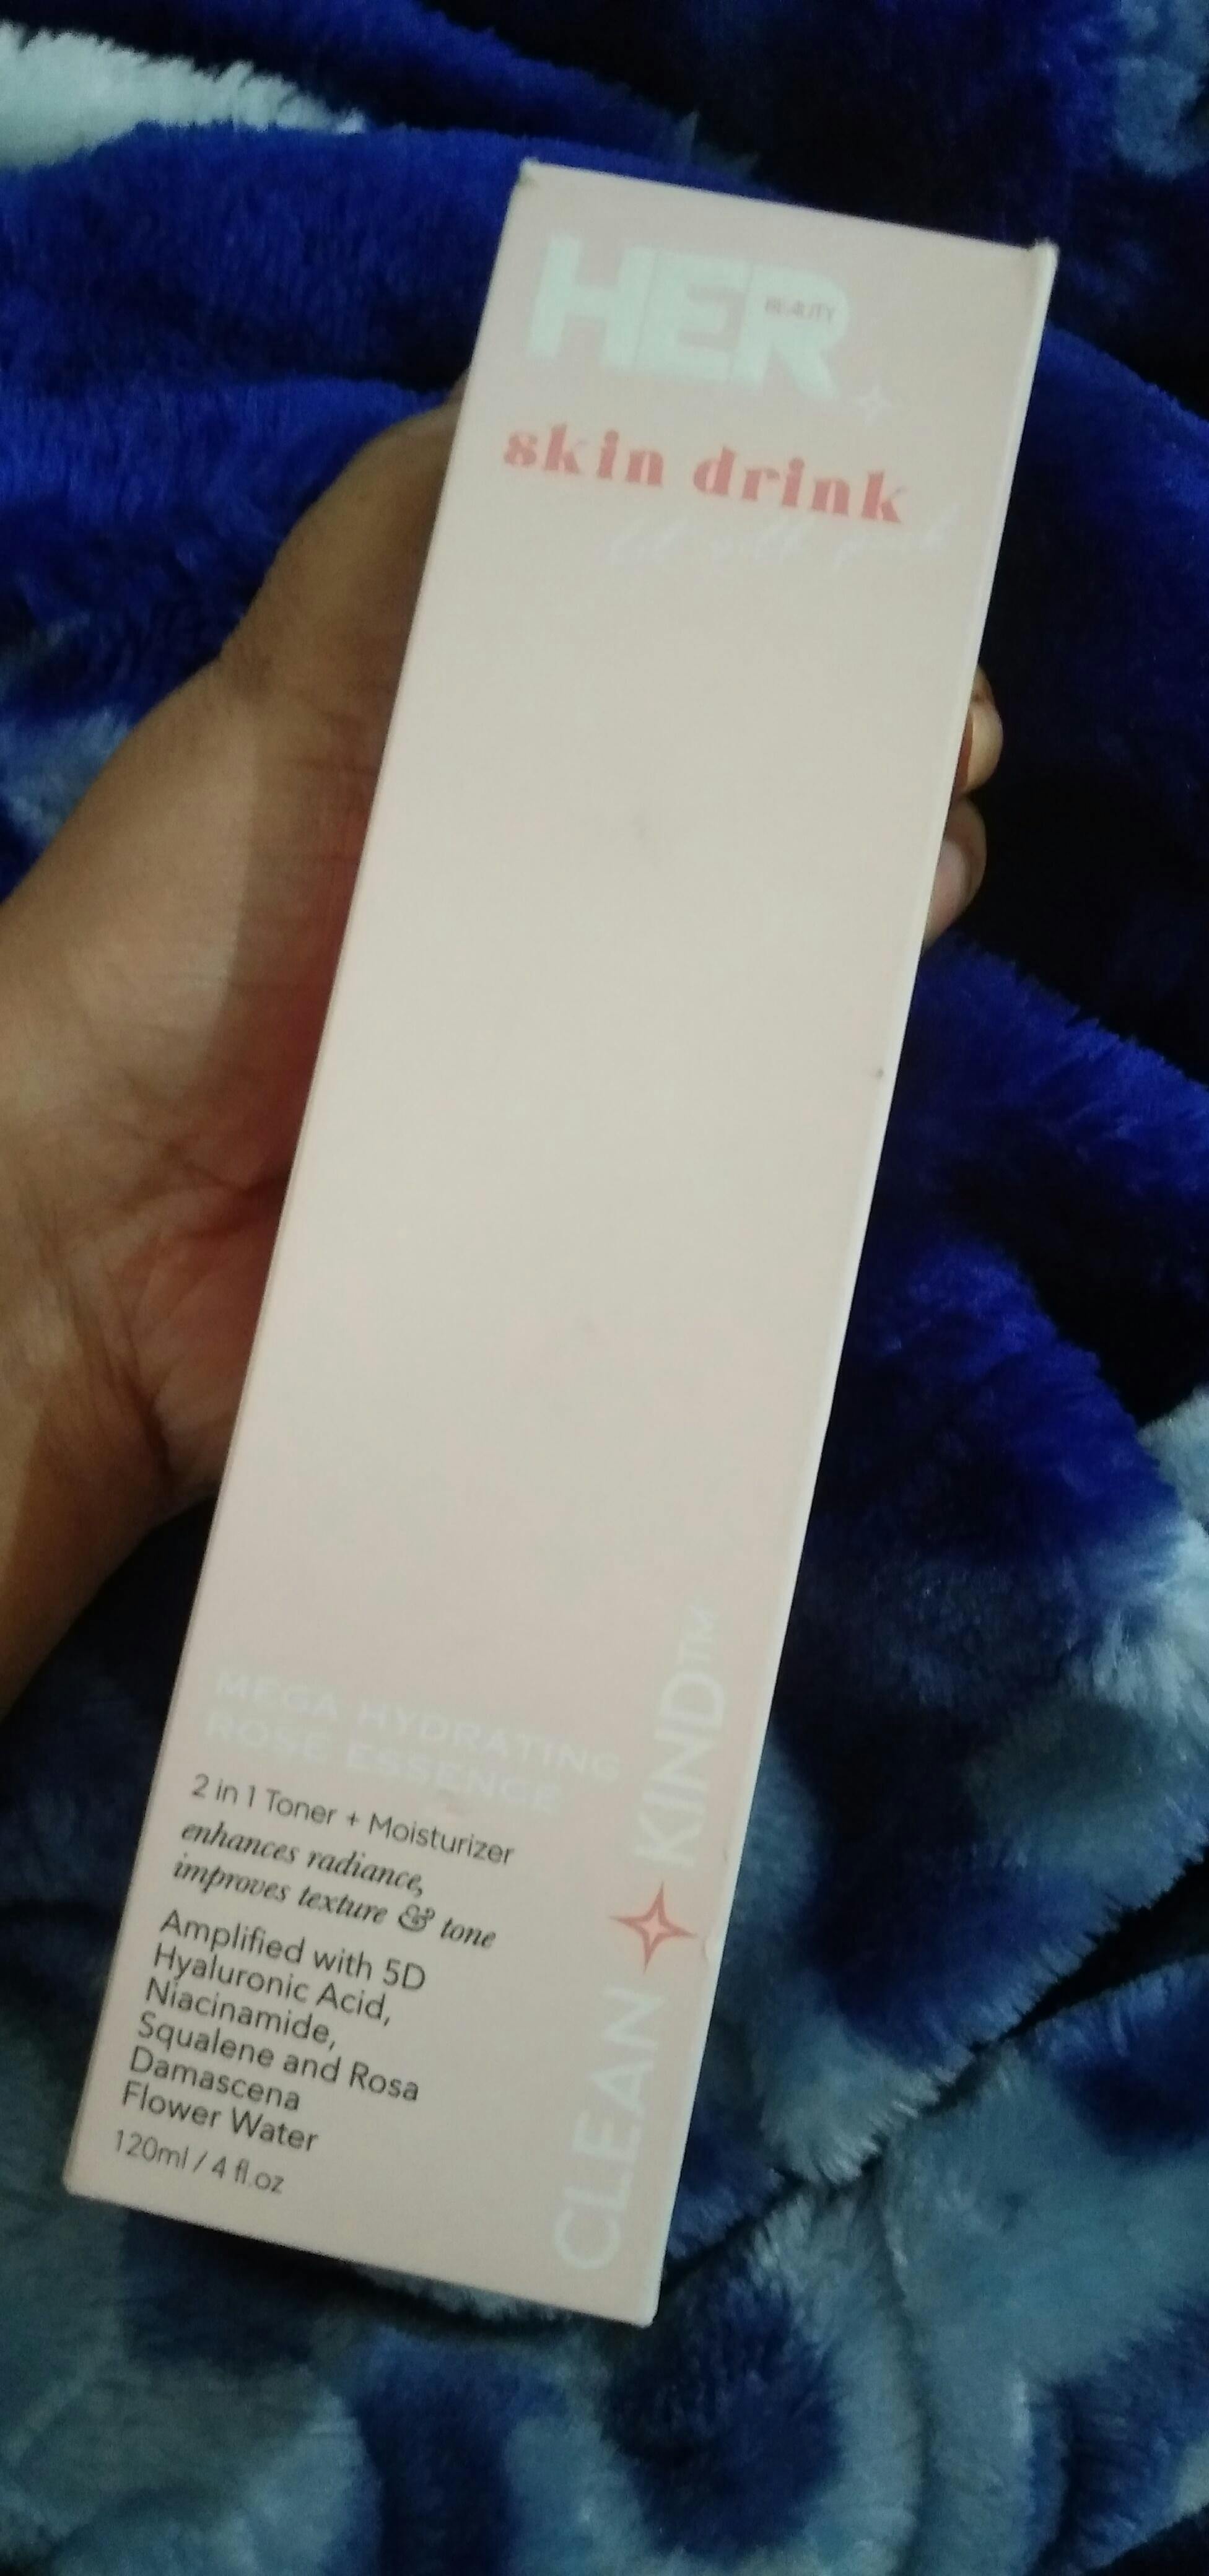 HER
BEAUTY
skin drink
MEGA HYDRATING
ROSE ESSENCE
2 in 1 Toner + Moisturizer
enhances radiance,
improves texture & tone
Amplified with 5D
Hyaluronic Acid,
Niacinamide,
Squalene and Rosa
Damascena
Flower Water
120ml / 4 fl.oz
CLEAN KIND™